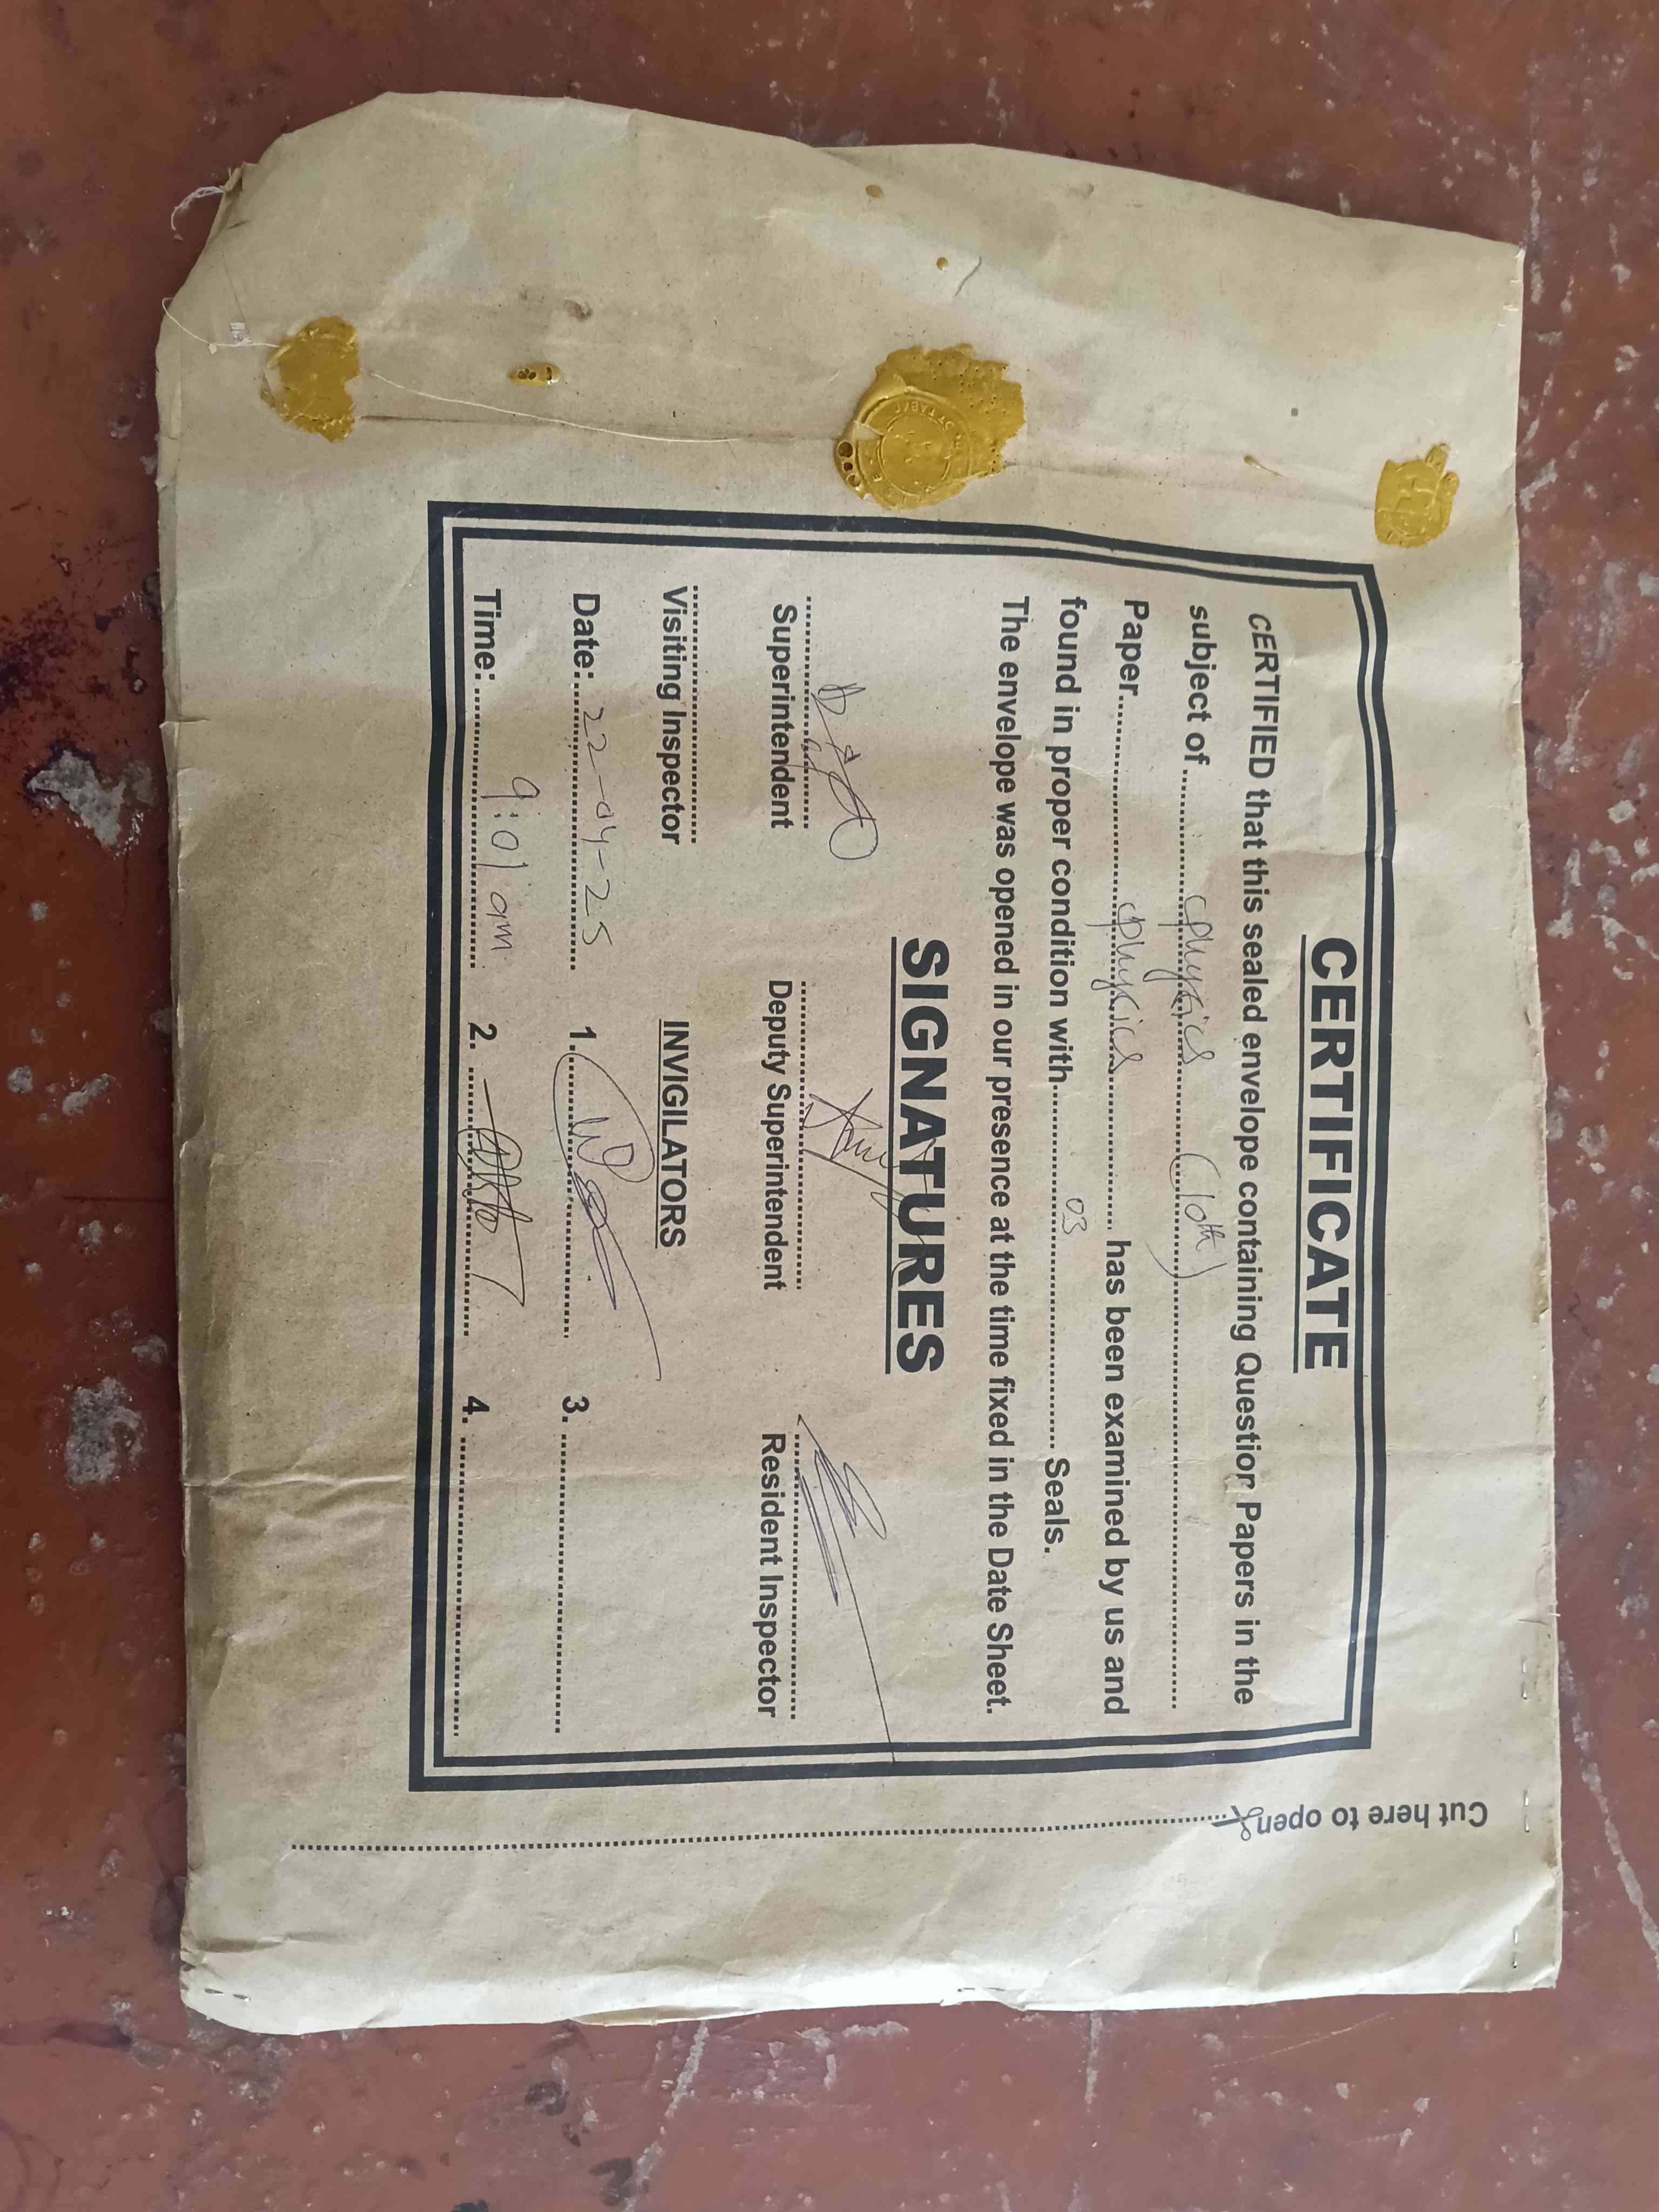 CERTIFICATE
CERTIFIED that this sealed envelope containing Question Papers in the
subject of ........ Physics (10th) ........
Paper........ Physics ........ has been examined by us and
found in proper condition with........ 03 ........ Seals.
The envelope was opened in our presence at the time fixed in the Date Sheet.
SIGNATURES
Superintendent Deputy Superintendent Resident Inspector
Visiting Inspector INVIGILATORS
Date: 22-04-25 1. 3.
Time: 9:01 am 2. 4.
Cut here to open